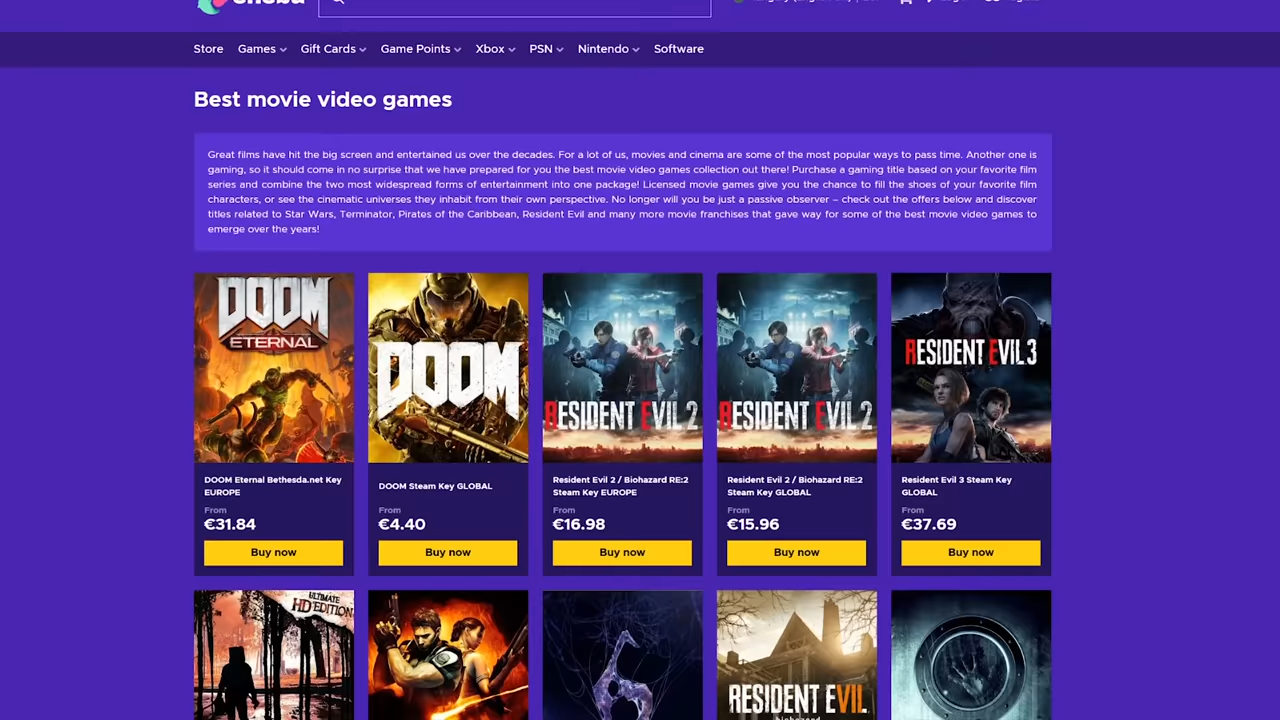 Store Games Gift Cards Game Points Xbox PSN Nintendo Software
Best movie video games
Great films have hit the big screen and entertained us over the decades. For a lot of us, movies and cinema are some of the most popular ways to pass time. Another one is
gaming, so it should come in no surprise that we have prepared for you the best movie video games collection out there! Purchase a gaming title based on your favorite film
series and combine the two most widespread forms of entertainment into one package! Licensed movie games give you the chance to fill the shoes of your favorite film
characters, or see the cinematic universes they inhabit from their own perspective. No longer will you be just a passive observer – check out the offers below and discover
titles related to Star Wars, Terminator, Pirates of the Caribbean, Resident Evil and many more movie franchises that gave way for some of the best movie video games to
emerge over the years!
DOOM
ETERNAL
DOOM
RESIDENT EVIL 2
RESIDENT EVIL 2
RESIDENT EVIL 3
DOOM Eternal Bethesda.net Key
EUROPE
From
€31.84
Buy now
DOOM Steam Key GLOBAL
From
€4.40
Buy now
Resident Evil 2 / Biohazard RE:2
Steam Key EUROPE
From
€16.98
Buy now
Resident Evil 2 / Biohazard RE:2
Steam Key GLOBAL
From
€15.96
Buy now
Resident Evil 3 Steam Key
GLOBAL
From
€37.69
Buy now
ULTIMATE
HD EDITION
RESIDENT EVIL
biohazard